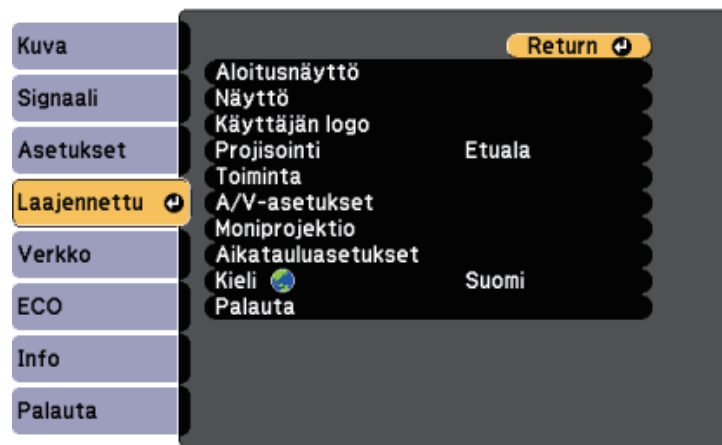 Kuva
Signaali
Asetukset
Laajennettu
Verkko
ECO
Info
Palauta
Return
Aloitusnäyttö
Näyttö
Käyttäjän logo
Projisointi Etuala
Toiminta
A/V-asetukset
Moniprojektio
Aikatauluasetukset
Kieli Suomi
Palauta